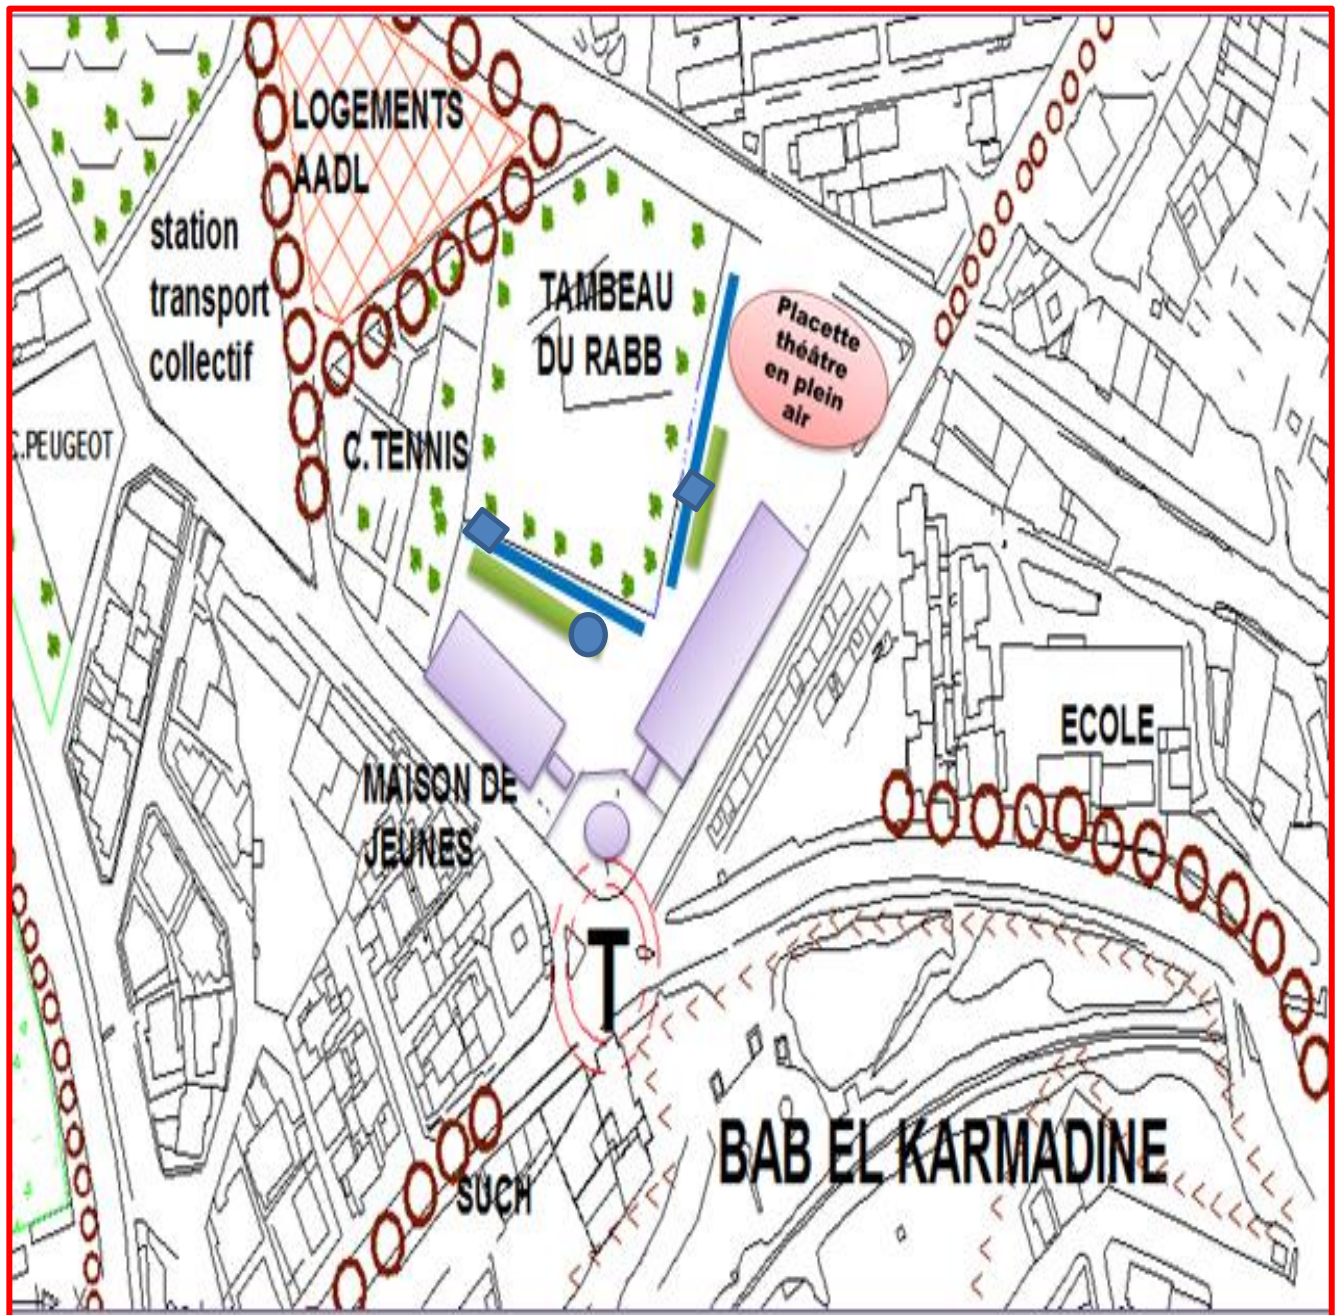 LOGEMENTS
AADL
station
transport
collectif
TAMBEAU
DU RABB
Placette
théâtre
en plein
air
C.PEUGEOT
C.TENNIS
ECOLE
MAISON DE
JEUNES
T
BAB EL KARMADINE
SUCH